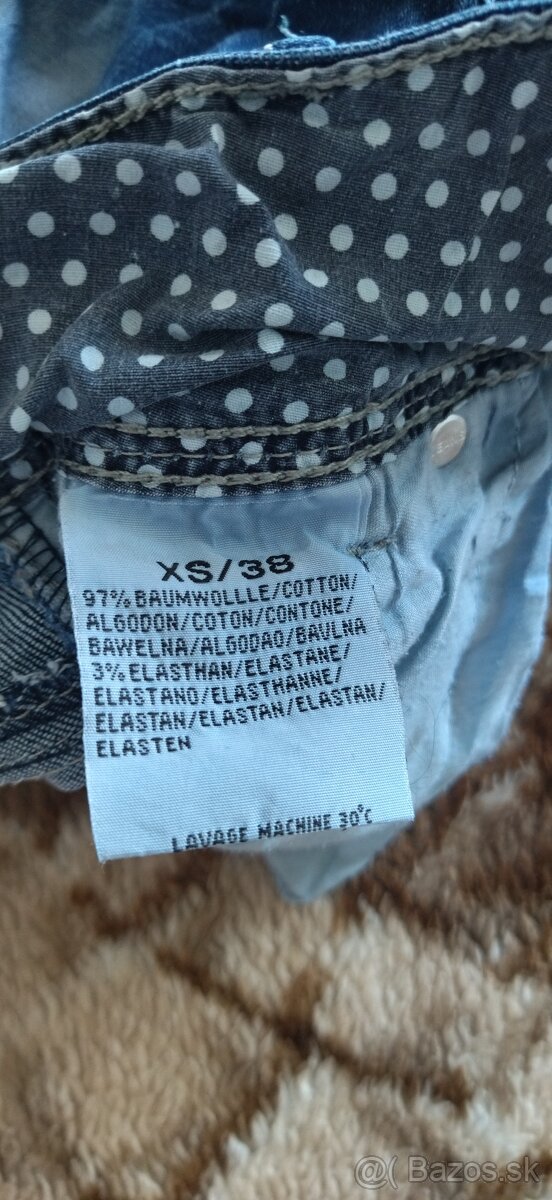 XS/38
97% BAUMWOLLLE/COTTON/
ALGODON/COTON/CONTONE/
BAWELNA/ALGODAO/BAVLNA
3% ELASTHAN/ELASTANE/
ELASTANO/ELASTHANNE/
ELASTAN/ELASTAN/ELASTAN/
ELASTEN
LAVAGE MACHINE 30°C
@( Bazos.sk